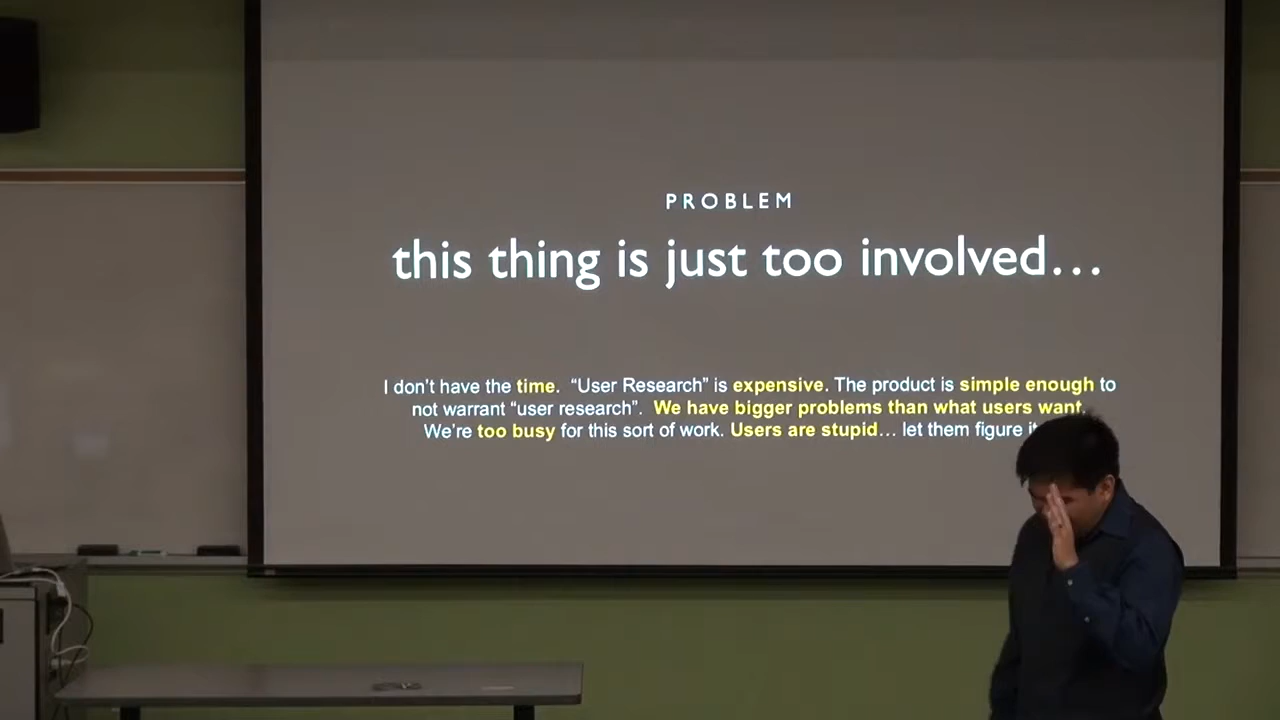 PROBLEM
this thing is just too involved…
I don't have the time. “User Research” is expensive. The product is simple enough to
not warrant “user research”. We have bigger problems than what users want.
We're too busy for this sort of work. Users are stupid… let them figure it